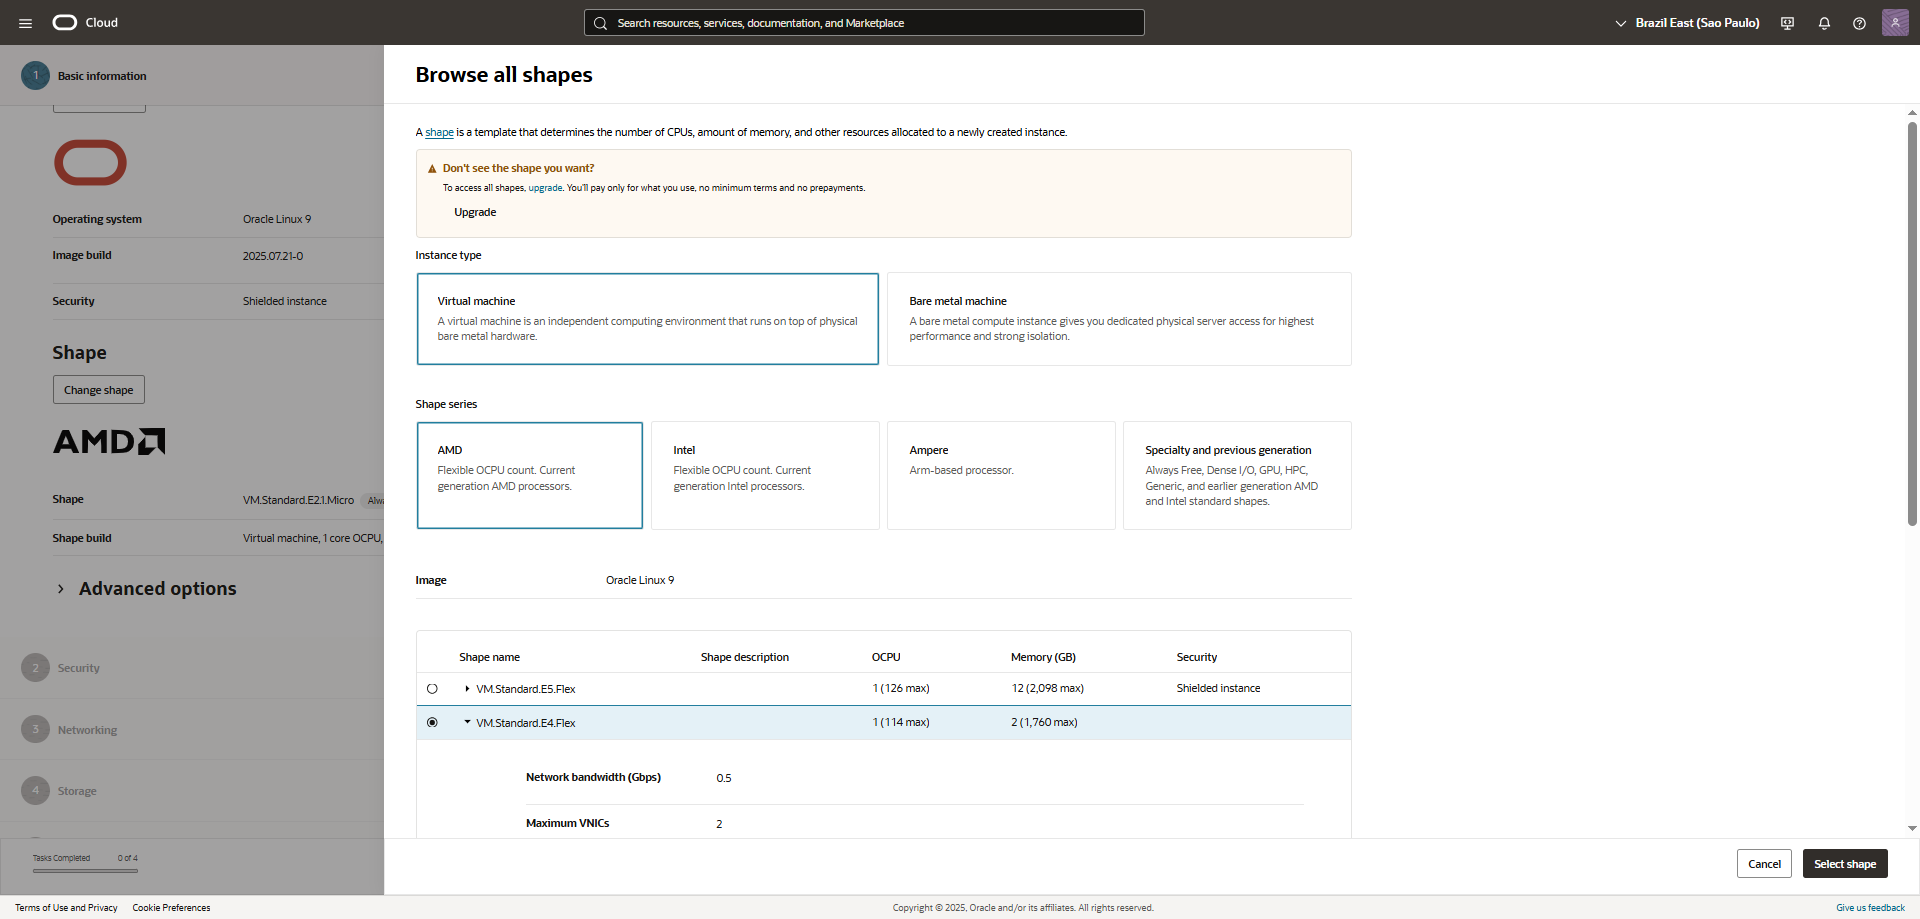 Cloud
Search resources, services, documentation, and Marketplace
Brazil East (Sao Paulo)
1 Basic information
Operating system Oracle Linux 9
Image build 2025.07.21-0
Security Shielded instance
Shape
Change shape
AMD
Shape VM.Standard.E2.1.Micro
Shape build Virtual machine, 1 core OCPU,
Advanced options
2 Security
3 Networking
4 Storage
Tasks Completed 0 of 4
Browse all shapes
A shape is a template that determines the number of CPUs, amount of memory, and other resources allocated to a newly created instance.
Don't see the shape you want?
To access all shapes, upgrade. You'll pay only for what you use, no minimum terms and no prepayments.
Upgrade
Instance type
Virtual machine
A virtual machine is an independent computing environment that runs on top of physical
bare metal hardware.
Bare metal machine
A bare metal compute instance gives you dedicated physical server access for highest
performance and strong isolation.
Shape series
AMD
Flexible OCPU count. Current
generation AMD processors.
Intel
Flexible OCPU count. Current
generation Intel processors.
Ampere
Arm-based processor.
Specialty and previous generation
Always Free, Dense I/O, GPU, HPC,
Generic, and earlier generation AMD
and Intel standard shapes.
Image Oracle Linux 9
Shape name Shape description OCPU Memory (GB) Security
VM.Standard.E5.Flex 1 (126 max) 12 (2,098 max) Shielded instance
VM.Standard.E4.Flex 1 (114 max) 2 (1,760 max)
Network bandwidth (Gbps) 0.5
Maximum VNICs 2
Cancel Select shape
Terms of Use and Privacy Cookie Preferences Copyright © 2025, Oracle and/or its affiliates. All rights reserved. Give us feedback